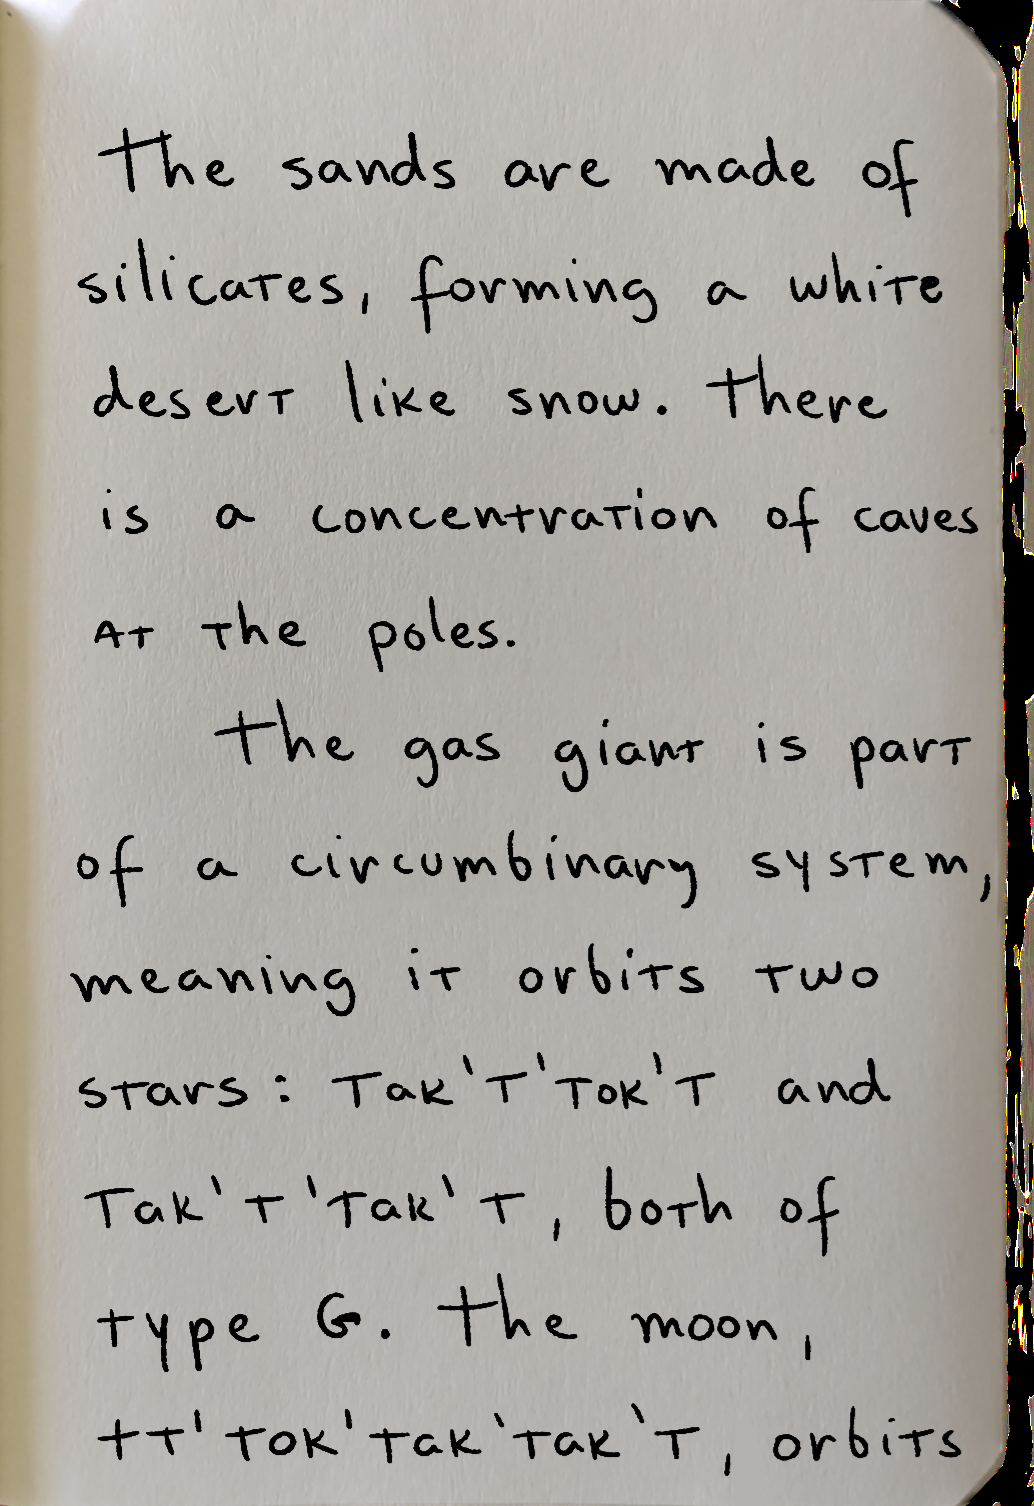 The sands are made of
silicates, forming a white
desert like snow. There
is a concentration of caves
at the poles.
The gas giant is part
of a circumbinary system,
meaning it orbits two
stars: Tak't'tok't and
Tak't'tak't, both of
type G. The moon,
tt'tok'tak'tak't, orbits